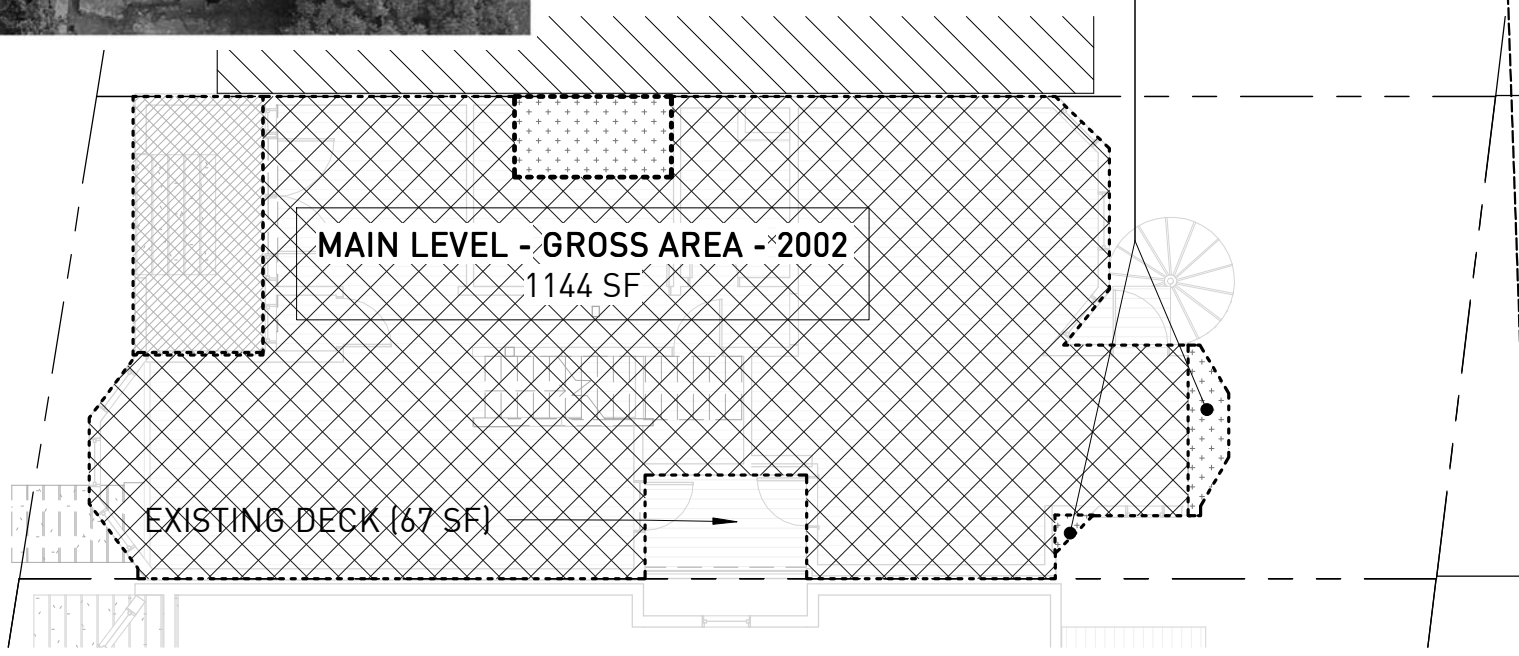 MAIN LEVEL - GROSS AREA - 2002
1144 SF
EXISTING DECK (67 SF)